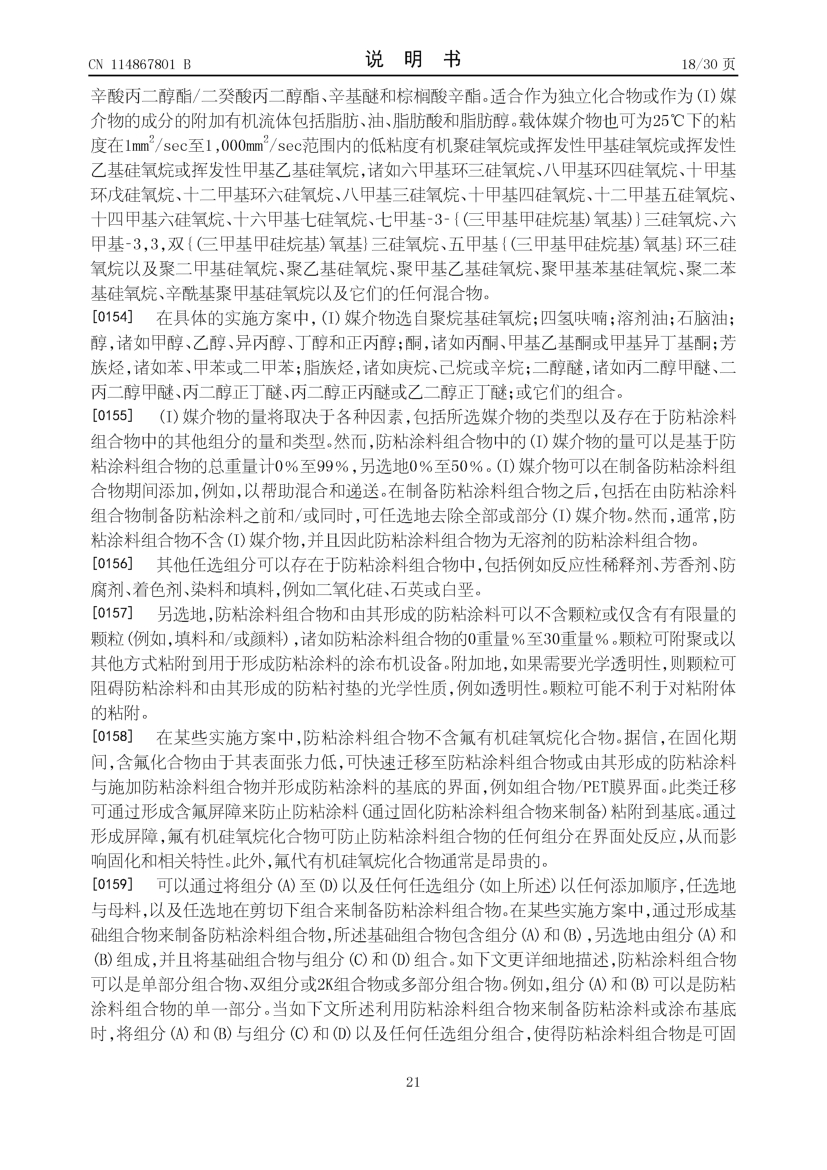 CN 114867801 B 说明书 18/30 页
辛酸丙二醇酯/二癸酸丙二醇酯、辛基醚和棕榈酸辛酯。适合作为独立化合物或作为(I)媒
介物的成分的附加有机流体包括脂肪、油、脂肪酸和脂肪醇。载体媒介物也可为25℃下的粘
度在1mm²/sec至1,000mm²/sec范围内的低粘度有机聚硅氧烷或挥发性甲基硅氧烷或挥发性
乙基硅氧烷或挥发性甲基乙基硅氧烷,诸如六甲基环三硅氧烷、八甲基环四硅氧烷、十甲基
环戊硅氧烷、十二甲基环六硅氧烷、八甲基三硅氧烷、十甲基四硅氧烷、十二甲基五硅氧烷、
十四甲基六硅氧烷、十六甲基七硅氧烷、七甲基-3-{(三甲基甲硅烷基)氧基)}三硅氧烷、六
甲基-3,3,双{(三甲基甲硅烷基)氧基}三硅氧烷、五甲基{(三甲基甲硅烷基)氧基}环三硅
氧烷以及聚二甲基硅氧烷、聚乙基硅氧烷、聚甲基乙基硅氧烷、聚甲基苯基硅氧烷、聚二苯
基硅氧烷、辛酰基聚甲基硅氧烷以及它们的任何混合物。
[0154] 在具体的实施方案中,(I)媒介物选自聚烷基硅氧烷;四氢呋喃;溶剂油;石脑油;
醇,诸如甲醇、乙醇、异丙醇、丁醇和正丙醇;酮,诸如丙酮、甲基乙基酮或甲基异丁基酮;芳
族烃,诸如苯、甲苯或二甲苯;脂族烃,诸如庚烷、己烷或辛烷;二醇醚,诸如丙二醇甲醚、二
丙二醇甲醚、丙二醇正丁醚、丙二醇正丙醚或乙二醇正丁醚;或它们的组合。
[0155] (I)媒介物的量将取决于各种因素,包括所选媒介物的类型以及存在于防粘涂料
组合物中的其他组分的量和类型。然而,防粘涂料组合物中的(I)媒介物的量可以是基于防
粘涂料组合物的总重量计0%至99%,另选地0%至50%。(I)媒介物可以在制备防粘涂料组
合物期间添加,例如,以帮助混合和递送。在制备防粘涂料组合物之后,包括在由防粘涂料
组合物制备防粘涂料之前和/或同时,可任选地去除全部或部分(I)媒介物。然而,通常,防
粘涂料组合物不含(I)媒介物,并且因此防粘涂料组合物为无溶剂的防粘涂料组合物。
[0156] 其他任选组分可以存在于防粘涂料组合物中,包括例如反应性稀释剂、芳香剂、防
腐剂、着色剂、染料和填料,例如二氧化硅、石英或白垩。
[0157] 另选地,防粘涂料组合物和由其形成的防粘涂料可以不含颗粒或仅含有有限量的
颗粒(例如,填料和/或颜料),诸如防粘涂料组合物的0重量%至30重量%。颗粒可附聚或以
其他方式粘附到用于形成防粘涂料的涂布机设备。附加地,如果需要光学透明性,则颗粒可
阻碍防粘涂料和由其形成的防粘衬垫的光学性质,例如透明性。颗粒可能不利于对粘附体
的粘附。
[0158] 在某些实施方案中,防粘涂料组合物不含氟有机硅氧烷化合物。据信,在固化期
间,含氟化合物由于其表面张力低,可快速迁移至防粘涂料组合物或由其形成的防粘涂料
与施加防粘涂料组合物并形成防粘涂料的基底的界面,例如组合物/PET膜界面。此类迁移
可通过形成含氟屏障来防止防粘涂料(通过固化防粘涂料组合物来制备)粘附到基底。通过
形成屏障,氟有机硅氧烷化合物可防止防粘涂料组合物的任何组分在界面处反应,从而影
响固化和相关特性。此外,氟代有机硅氧烷化合物通常是昂贵的。
[0159] 可以通过将组分(A)至(D)以及任何任选组分(如上所述)以任何添加顺序,任选地
与母料,以及任选地在剪切下组合来制备防粘涂料组合物。在某些实施方案中,通过形成基
础组合物来制备防粘涂料组合物,所述基础组合物包含组分(A)和(B),另选地由组分(A)和
(B)组成,并且将基础组合物与组分(C)和(D)组合。如下文更详细地描述,防粘涂料组合物
可以是单部分组合物、双组分或2K组合物或多部分组合物。例如,组分(A)和(B)可以是防粘
涂料组合物的单一部分。当如下文所述利用防粘涂料组合物来制备防粘涂料或涂布基底
时,将组分(A)和(B)与组分(C)和(D)以及任何任选组分组合,使得防粘涂料组合物是可固
21